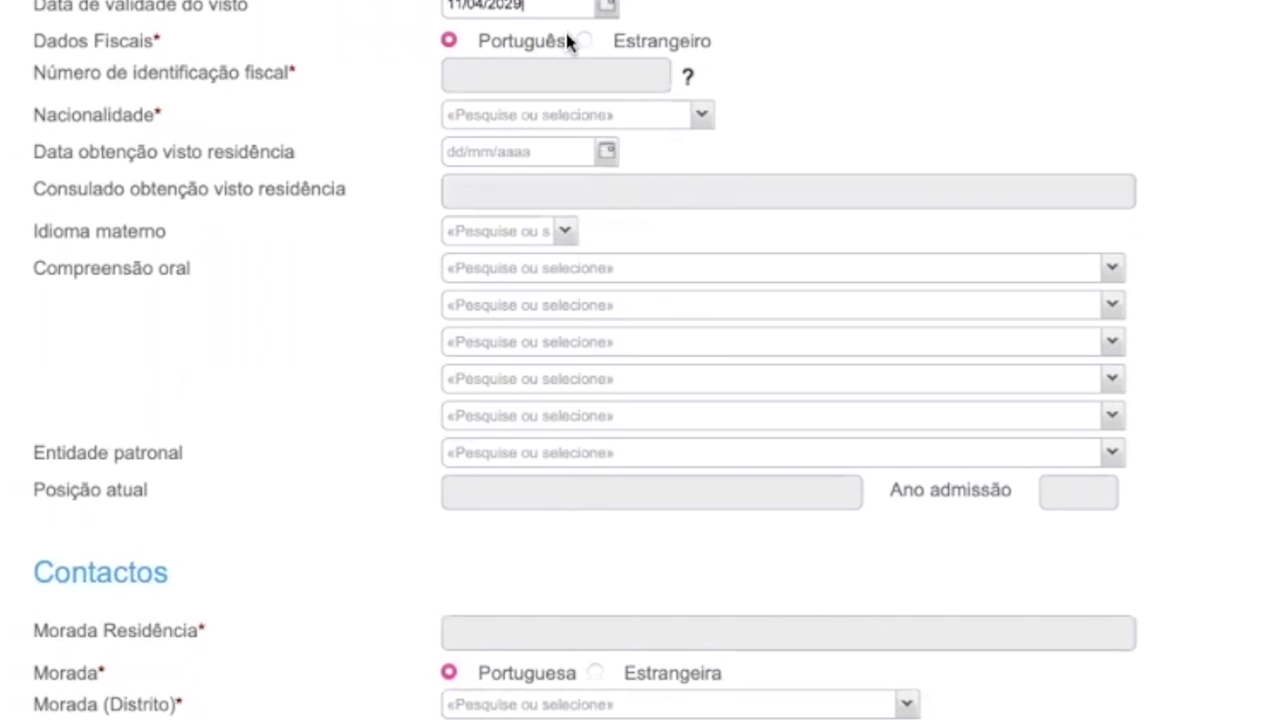 Data de validade do visto 11/04/2029
Dados Fiscais* Português Estrangeiro
Número de identificação fiscal* ?
Nacionalidade* «Pesquise ou selecione»
Data obtenção visto residência dd/mm/aaaa
Consulado obtenção visto residência
Idioma materno «Pesquise ou s
Compreensão oral «Pesquise ou selecione»
«Pesquise ou selecione»
«Pesquise ou selecione»
«Pesquise ou selecione»
«Pesquise ou selecione»
Entidade patronal «Pesquise ou selecione»
Posição atual Ano admissão
Contactos
Morada Residência*
Morada* Portuguesa Estrangeira
Morada (Distrito)* «Pesquise ou selecione»